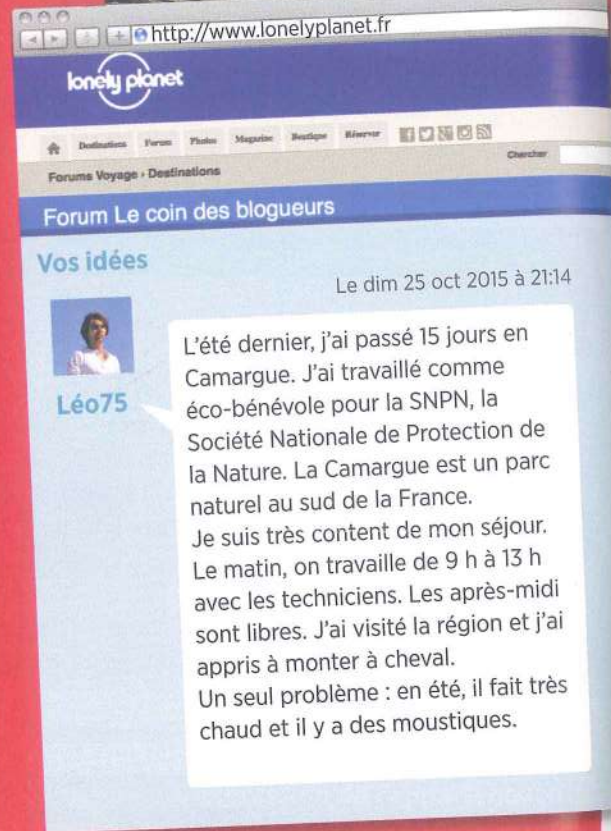 http://www.lonelyplanet.fr
lonely planet
Destinations Forum Photos Magazine Boutique Réserver
Chercher
Forums Voyage › Destinations
Forum Le coin des blogueurs
Vos idées
Le dim 25 oct 2015 à 21:14
Léo75
L'été dernier, j'ai passé 15 jours en
Camargue. J'ai travaillé comme
éco-bénévole pour la SNPN, la
Société Nationale de Protection de
la Nature. La Camargue est un parc
naturel au sud de la France.
Je suis très content de mon séjour.
Le matin, on travaille de 9 h à 13 h
avec les techniciens. Les après-midi
sont libres. J'ai visité la région et j'ai
appris à monter à cheval.
Un seul problème : en été, il fait très
chaud et il y a des moustiques.